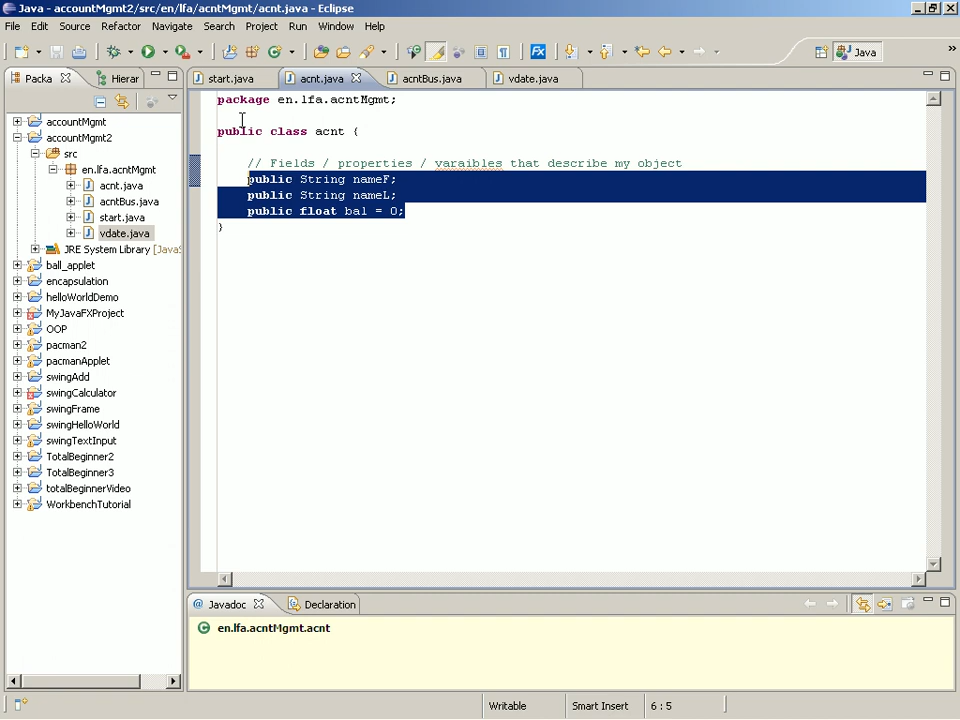 Java - accountMgmt2/src/en/lfa/acntMgmt/acnt.java - Eclipse
File Edit Source Refactor Navigate Search Project Run Window Help
Java
Packa
Hierar
start.java
acnt.java
acntBus.java
vdate.java
accountMgmt
accountMgmt2
src
en.lfa.acntMgmt
acnt.java
acntBus.java
start.java
vdate.java
JRE System Library [JavaS
ball_applet
encapsulation
helloWorldDemo
MyJavaFXProject
OOP
pacman2
pacmanApplet
swingAdd
swingCalculator
swingFrame
swingHelloWorld
swingTextInput
TotalBeginner2
TotalBeginner3
totalBeginnerVideo
WorkbenchTutorial
package en.lfa.acntMgmt;
public class acnt {
// Fields / properties / varaibles that describe my object
public String nameF;
public String nameL;
public float bal = 0;
}
@ Javadoc
Declaration
en.lfa.acntMgmt.acnt
Writable
Smart Insert
6 : 5